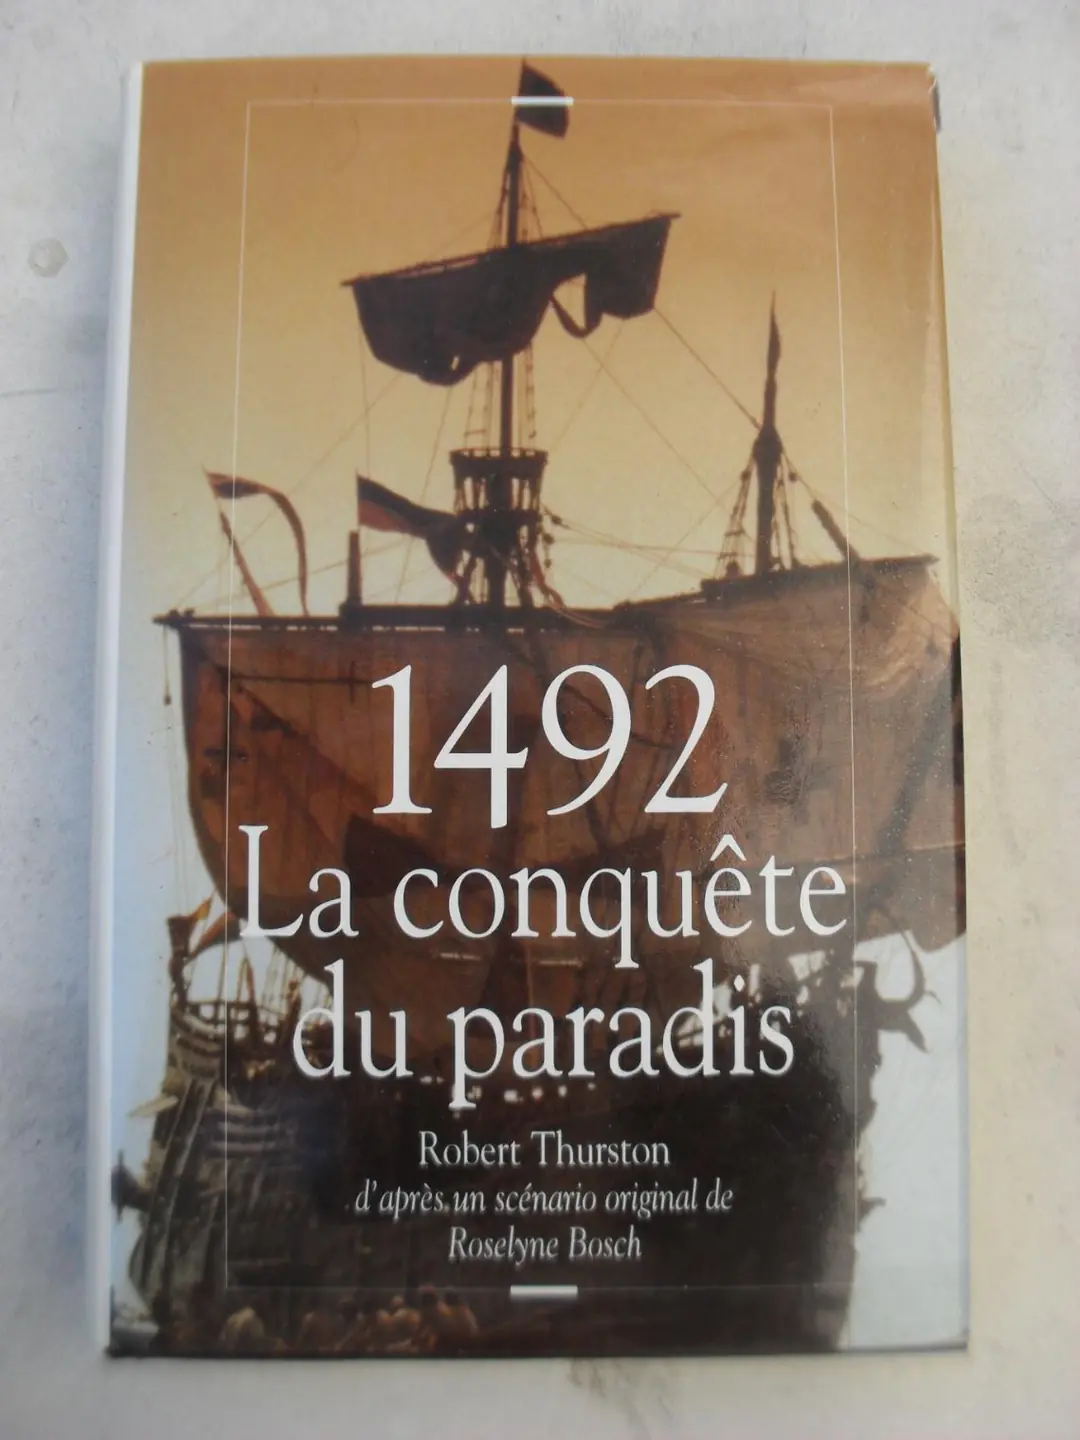 1492
La conquête
du paradis
Robert Thurston
d'après un scénario original de
Roselyne Bosch